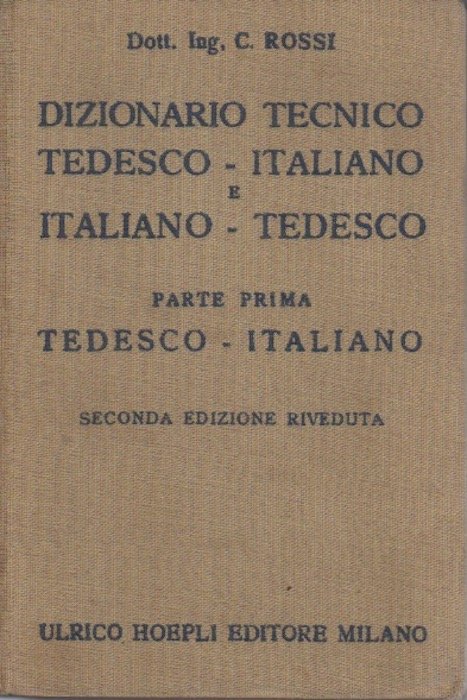 Dott. Ing. C. ROSSI
DIZIONARIO TECNICO
TEDESCO - ITALIANO
E
ITALIANO - TEDESCO
PARTE PRIMA
TEDESCO - ITALIANO
SECONDA EDIZIONE RIVEDUTA
ULRICO HOEPLI EDITORE MILANO